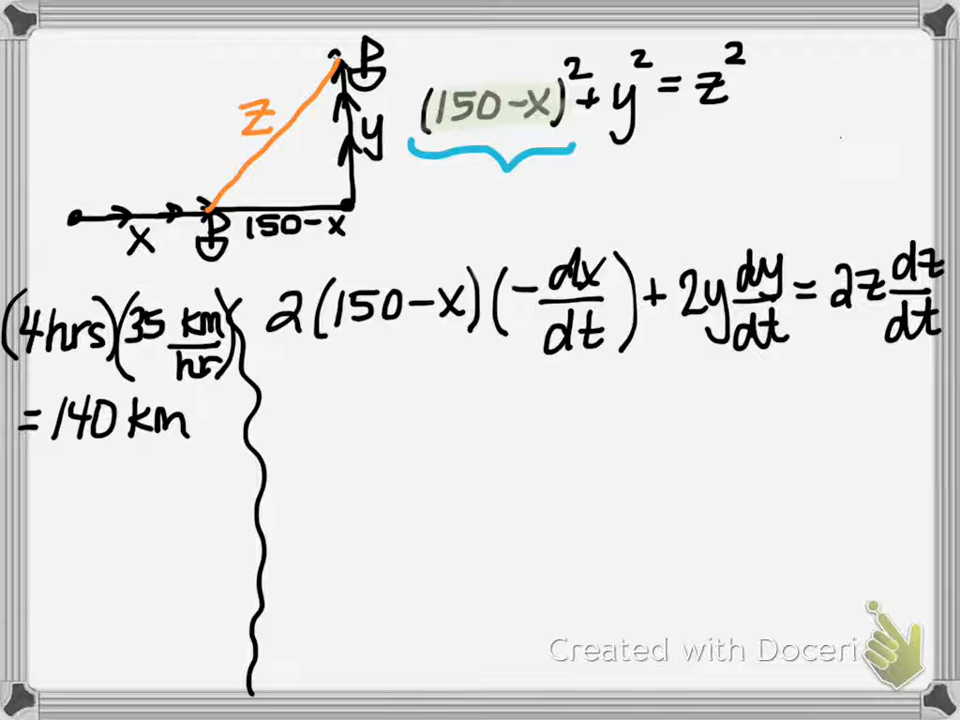 P
(150-x)² + y² = z²
z
y
x
P
150-x
2(150-x)(-dx/dt) + 2y dy/dt = 2z dz/dt
(4hrs)(35 km/hr)
= 140 km
Created with Doceri